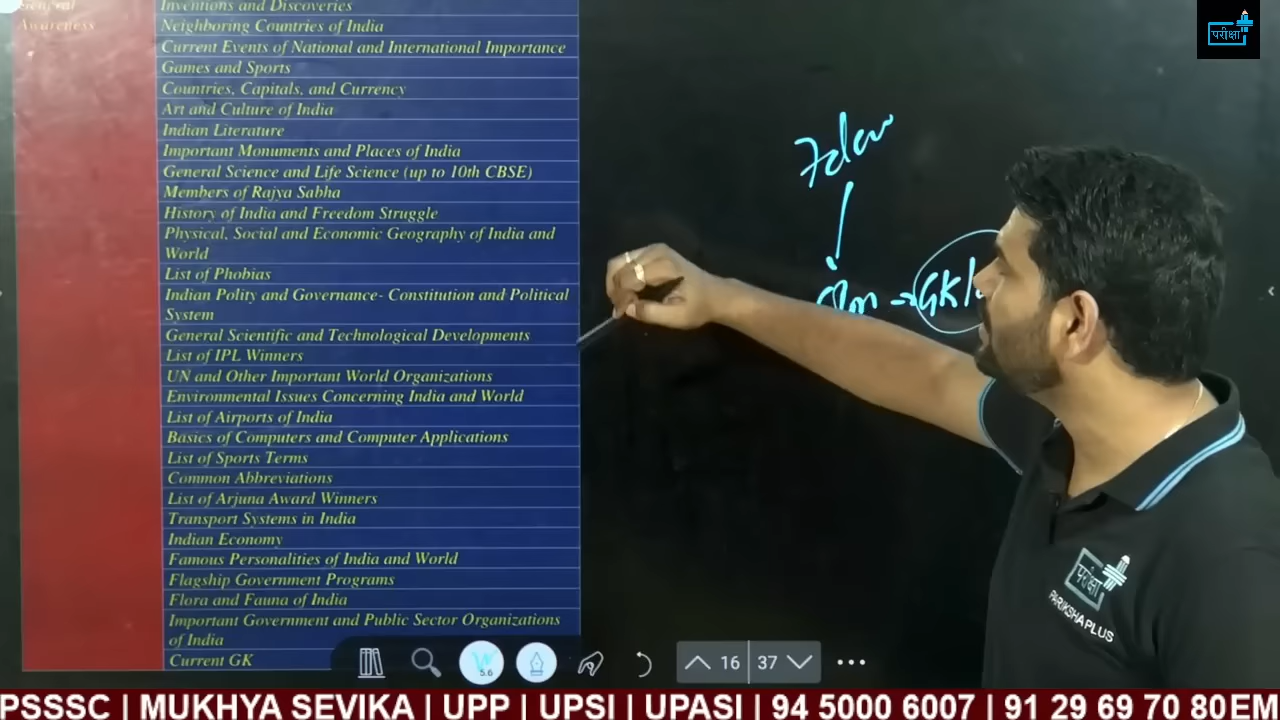 General
Awareness
Inventions and Discoveries
Neighboring Countries of India
Current Events of National and International Importance
Games and Sports
Countries, Capitals, and Currency
Art and Culture of India
Indian Literature
Important Monuments and Places of India
General Science and Life Science (up to 10th CBSE)
Members of Rajya Sabha
History of India and Freedom Struggle
Physical, Social and Economic Geography of India and
World
List of Phobias
Indian Polity and Governance- Constitution and Political
System
General Scientific and Technological Developments
List of IPL Winners
UN and Other Important World Organizations
Environmental Issues Concerning India and World
List of Airports of India
Basics of Computers and Computer Applications
List of Sports Terms
Common Abbreviations
List of Arjuna Award Winners
Transport Systems in India
Indian Economy
Famous Personalities of India and World
Flagship Government Programs
Flora and Fauna of India
Important Government and Public Sector Organizations
of India
Current GK
GK/
परीक्षा
परीक्षा
PARIKSHAPLUS
5.6
16 37
PSSSC | MUKHYA SEVIKA | UPP | UPSI | UPASI | 94 5000 6007 | 91 29 69 70 80EM